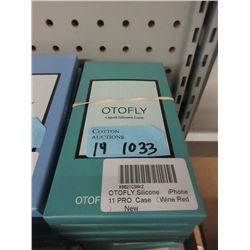 OTOFLY
Liquid Silicone Case
COTTON
AUCTIONS
14 1033
OTOFLY,Silicone iPhone
11 PRO Case Wine Red
New
OTOF